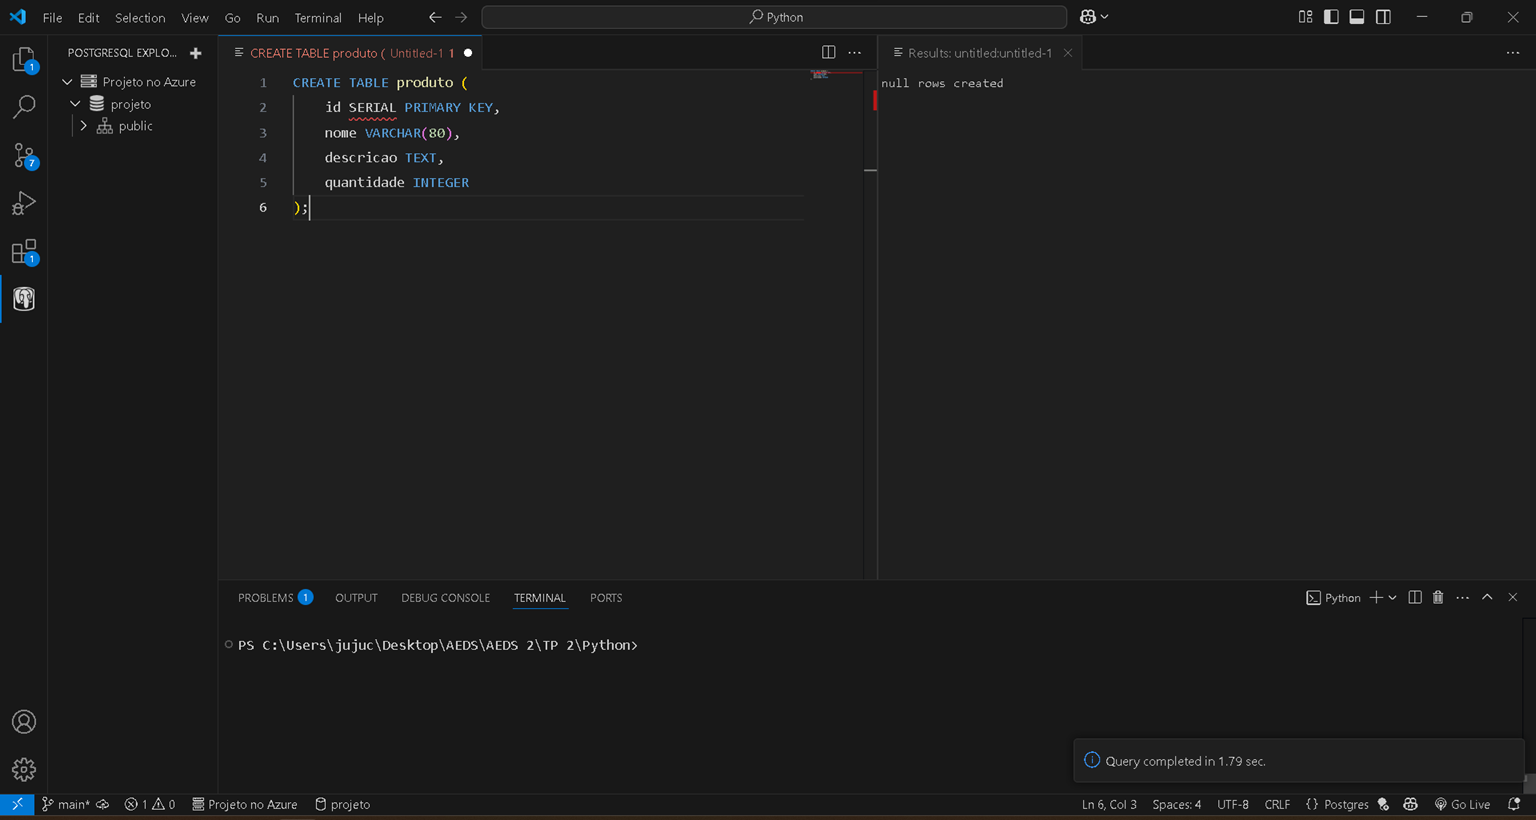 File Edit Selection View Go Run Terminal Help
Python
POSTGRESQL EXPLO...
Projeto no Azure
projeto
public
1
7
1
CREATE TABLE produto ( Untitled-1 1
1 CREATE TABLE produto (
2 id SERIAL PRIMARY KEY,
3 nome VARCHAR(80),
4 descricao TEXT,
5 quantidade INTEGER
6 );
Results: untitled:untitled-1
null rows created
PROBLEMS 1 OUTPUT DEBUG CONSOLE TERMINAL PORTS
Python
PS C:\Users\jujuc\Desktop\AEDS\AEDS 2\TP 2\Python>
Query completed in 1.79 sec.
main* 1 0 Projeto no Azure projeto
Ln 6, Col 3 Spaces: 4 UTF-8 CRLF {} Postgres Go Live